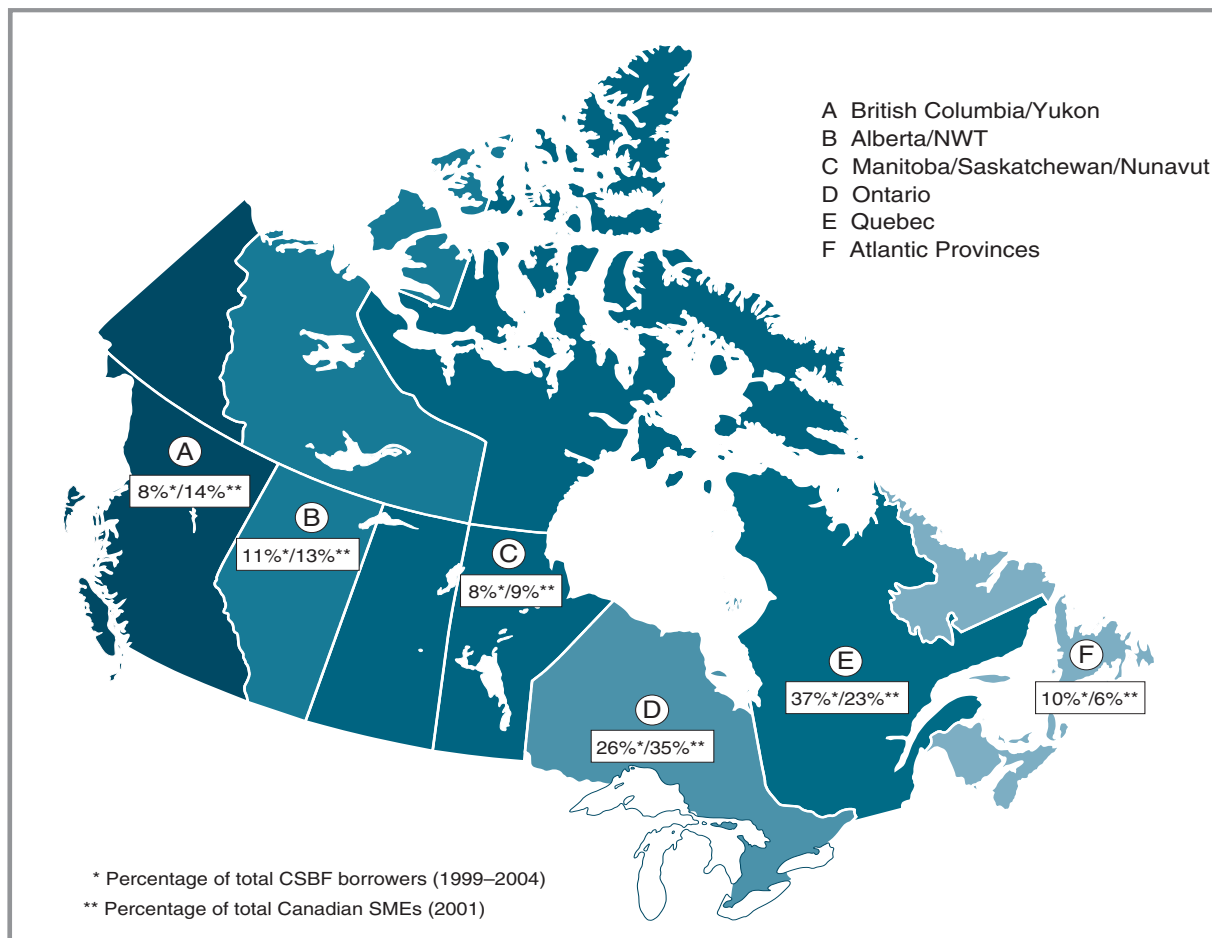 A British Columbia/Yukon
B Alberta/NWT
C Manitoba/Saskatchewan/Nunavut
D Ontario
E Quebec
F Atlantic Provinces
A
8%*/14%**
B
11%*/13%**
C
8%*/9%**
D
26%*/35%**
E
37%*/23%**
F
10%*/6%**
* Percentage of total CSBF borrowers (1999–2004)
** Percentage of total Canadian SMEs (2001)